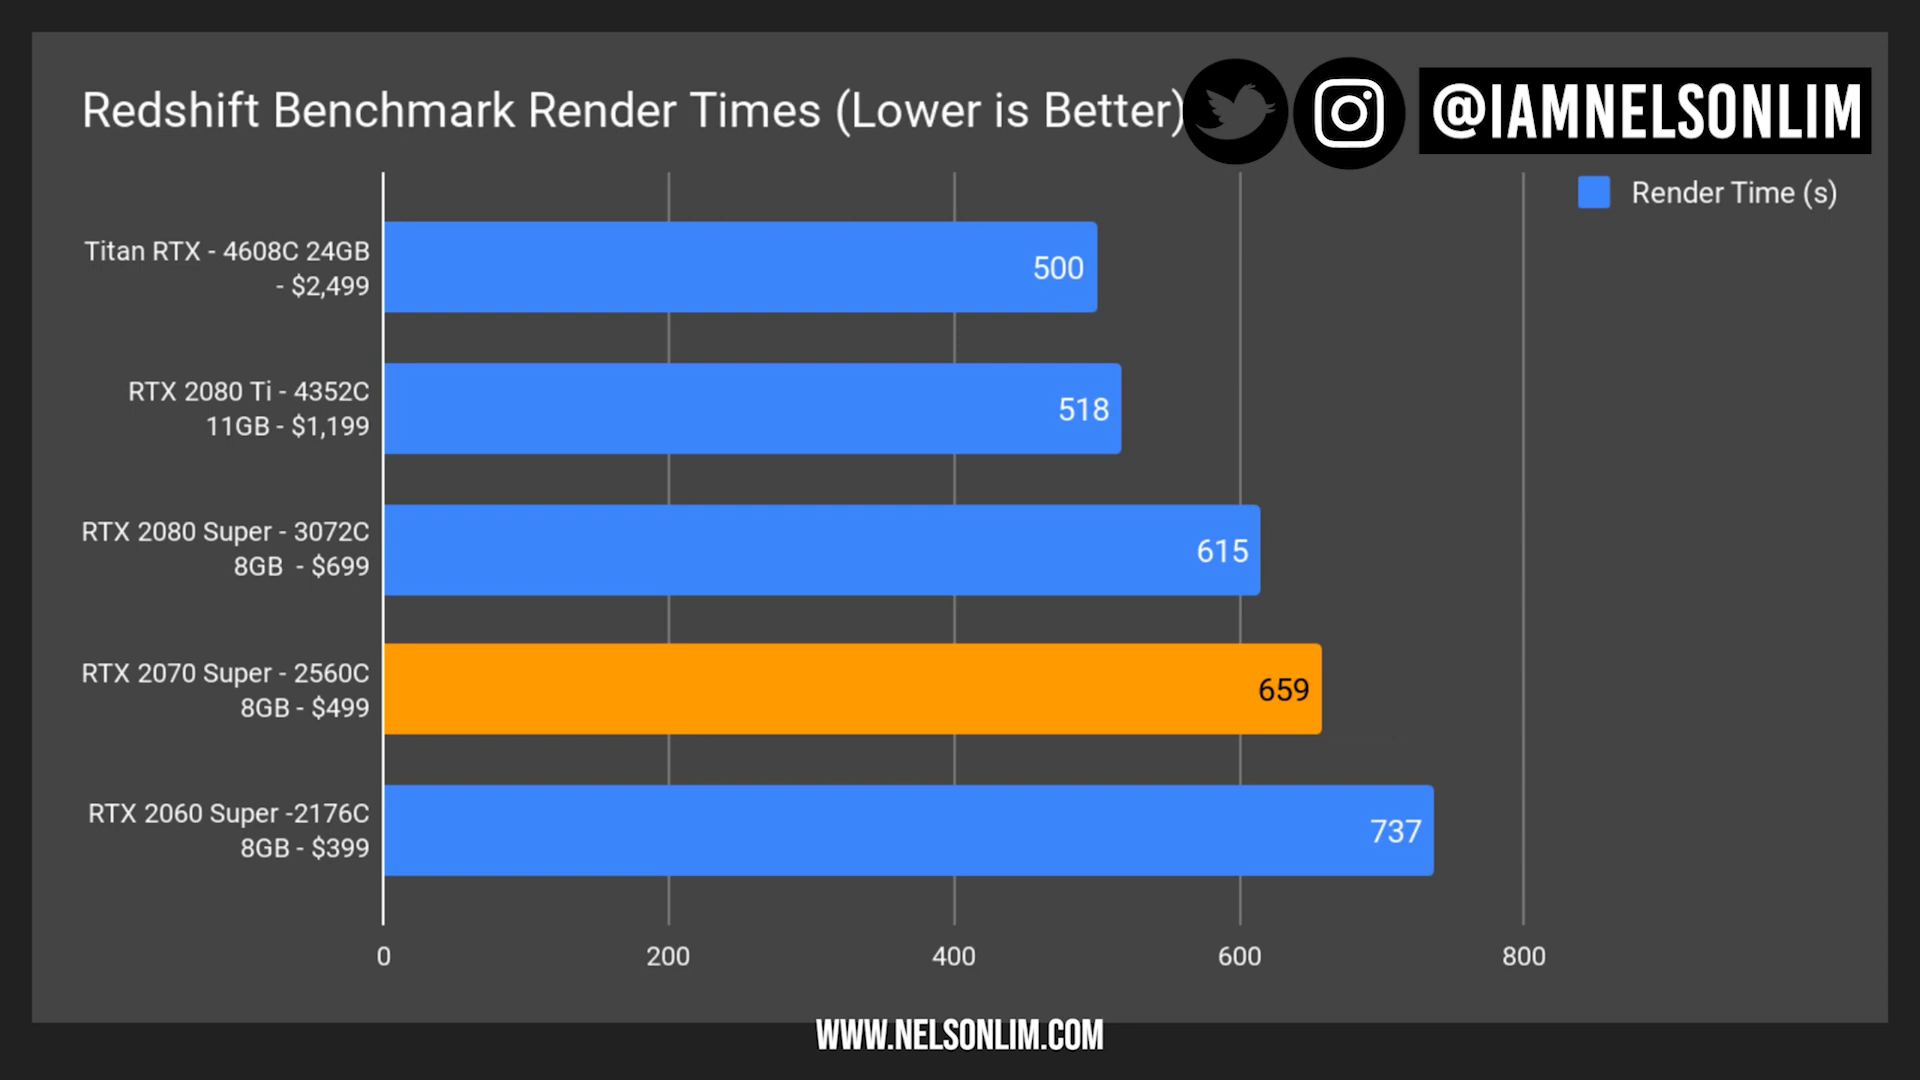 Redshift Benchmark Render Times (Lower is Better)
@IAMNELSONLIM
Render Time (s)
Titan RTX - 4608C 24GB
- $2,499
500
RTX 2080 Ti - 4352C
11GB - $1,199
518
RTX 2080 Super - 3072C
8GB - $699
615
RTX 2070 Super - 2560C
8GB - $499
659
RTX 2060 Super -2176C
8GB - $399
737
0 200 400 600 800
WWW.NELSONLIM.COM